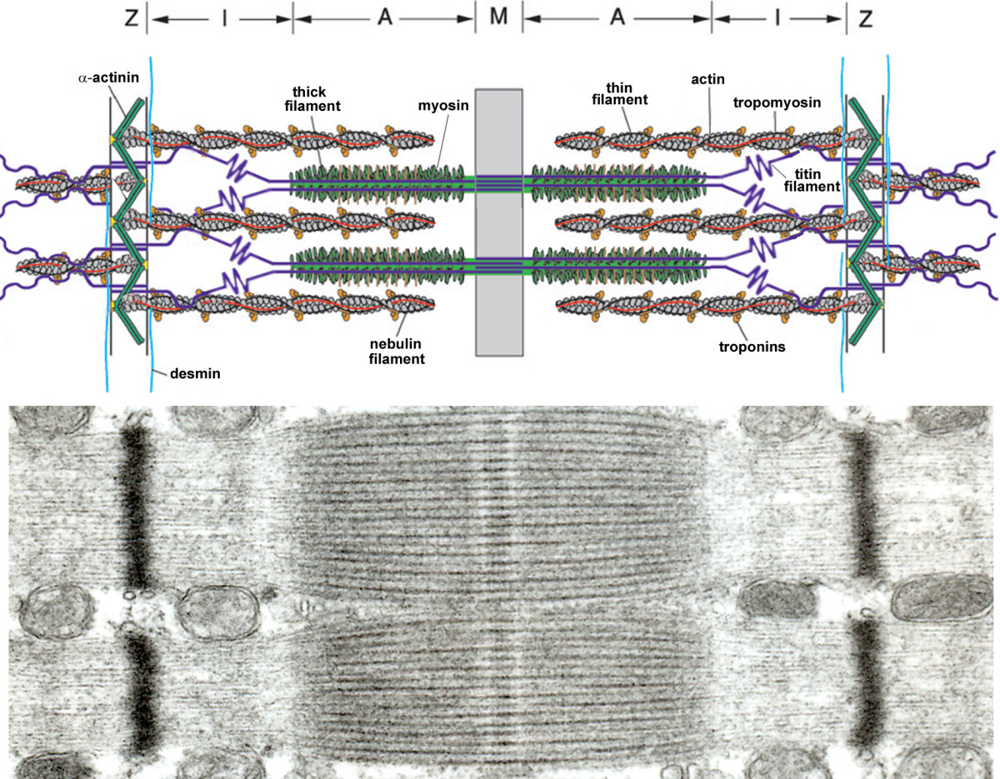 Z I A M A I Z
α-actinin
thick
filament
myosin
thin
filament
actin
tropomyosin
titin
filament
nebulin
filament
troponins
desmin